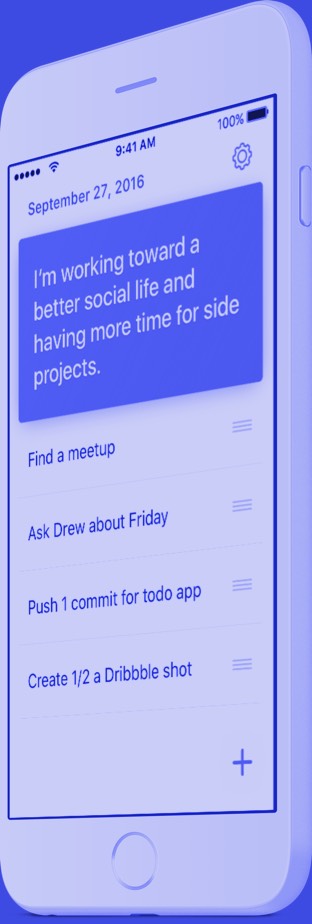 9:41 AM
100%
September 27, 2016
I'm working toward a
better social life and
having more time for side
projects.
Find a meetup
Ask Drew about Friday
Push 1 commit for todo app
Create 1/2 a Dribbble shot